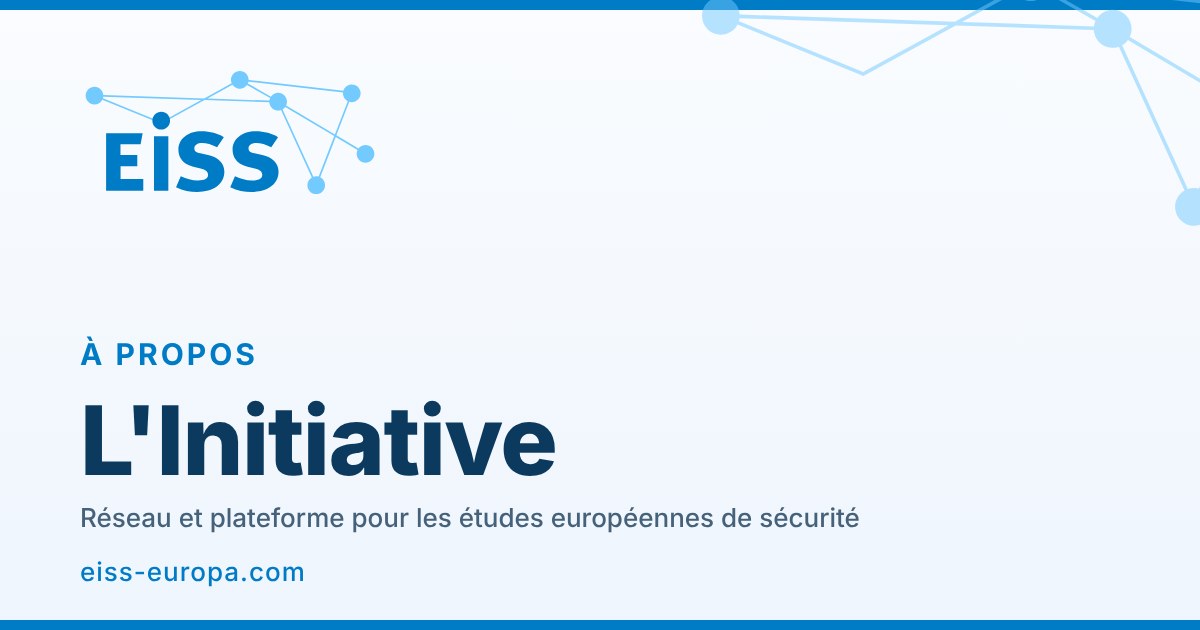 EiSS
À PROPOS
L'Initiative
Réseau et plateforme pour les études européennes de sécurité
eiss-europa.com